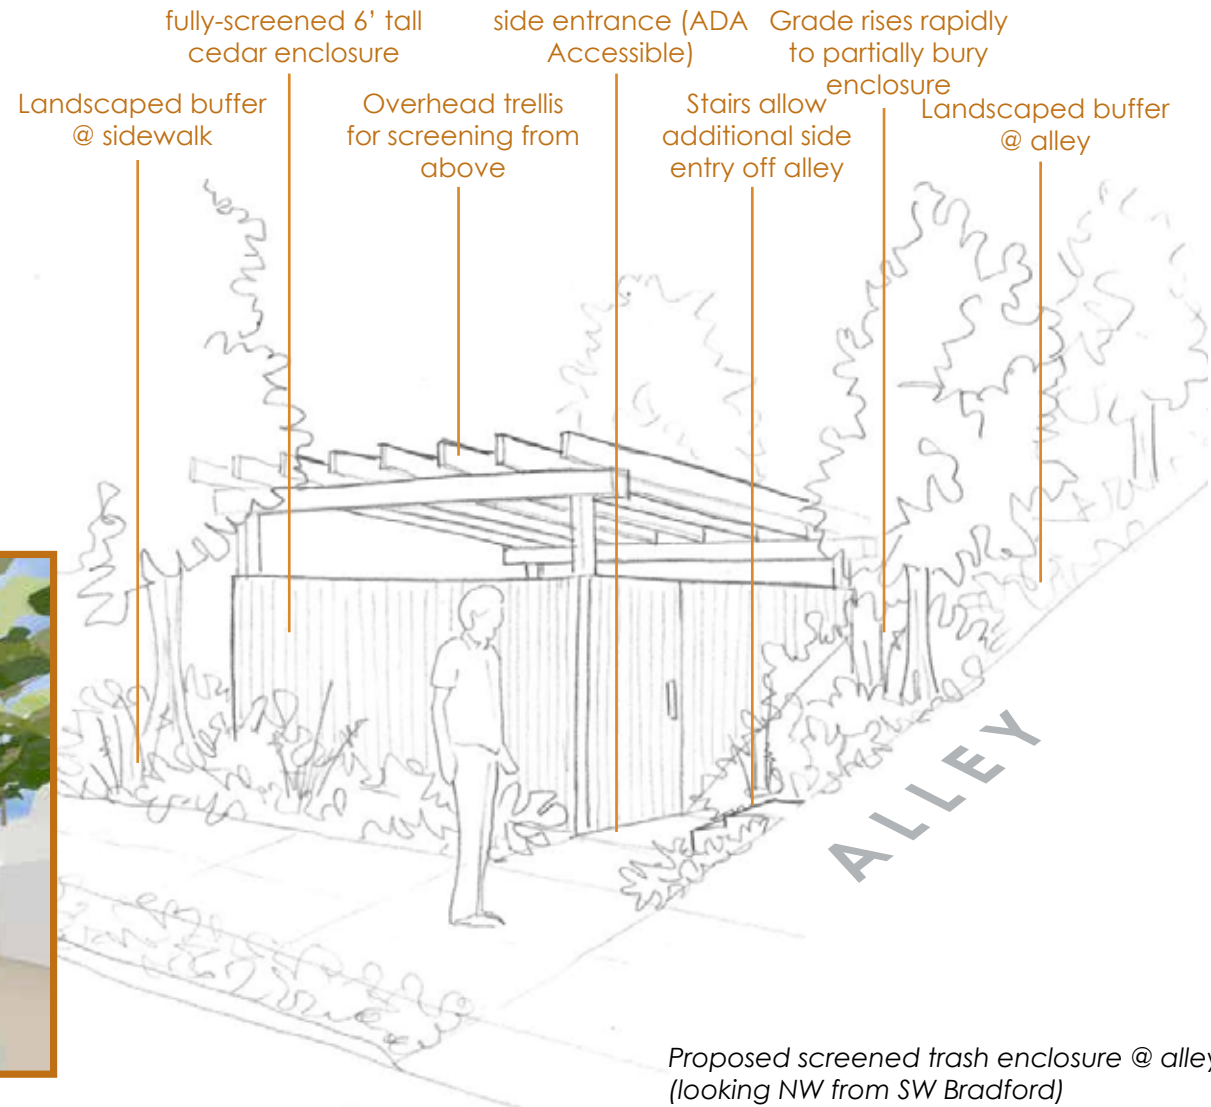 fully-screened 6’ tall
cedar enclosure
side entrance (ADA
Accessible)
Grade rises rapidly
to partially bury
enclosure
Landscaped buffer
@ sidewalk
Overhead trellis
for screening from
above
Stairs allow
additional side
entry off alley
Landscaped buffer
@ alley
ALLEY
Proposed screened trash enclosure @ alley
(looking NW from SW Bradford)